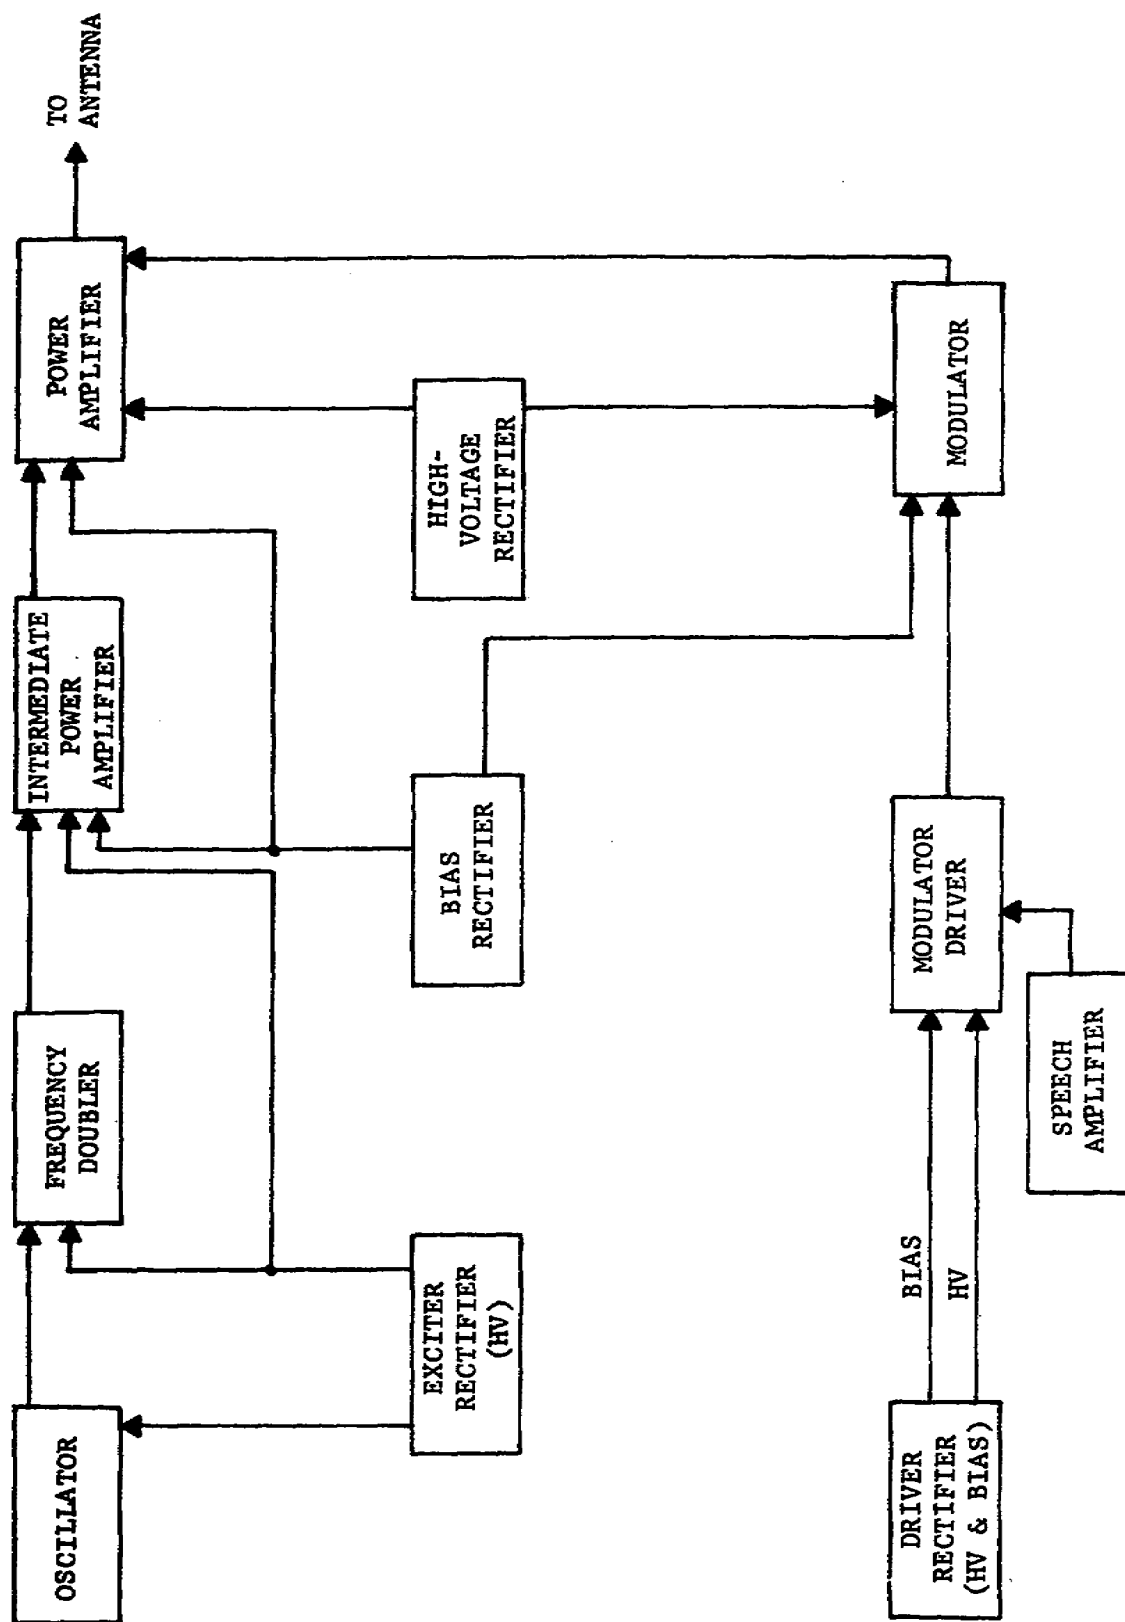 OSCILLATOR
FREQUENCY
DOUBLER
INTERMEDIATE
POWER
AMPLIFIER
POWER
AMPLIFIER
TO
ANTENNA
EXCITER
RECTIFIER
(HV)
BIAS
RECTIFIER
HIGH-
VOLTAGE
RECTIFIER
DRIVER
RECTIFIER
(HV & BIAS)
BIAS
HV
MODULATOR
DRIVER
MODULATOR
SPEECH
AMPLIFIER